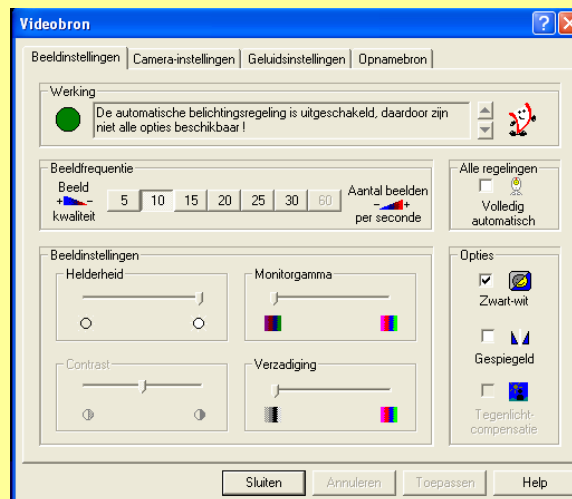 Videobron
Beeldinstellingen Camera-instellingen Geluidsinstellingen Opnamebron
Werking
De automatische belichtingsregeling is uitgeschakeld, daardoor zijn
niet alle opties beschikbaar !
Beeldfrequentie
Beeld
kwaliteit
5 10 15 20 25 30 60
Aantal beelden
per seconde
Alle regelingen
Volledig
automatisch
Beeldinstellingen
Helderheid
Monitorgamma
Contrast
Verzadiging
Opties
Zwart-wit
Gespiegeld
Tegenlicht-
compensatie
Sluiten Annuleren Toepassen Help